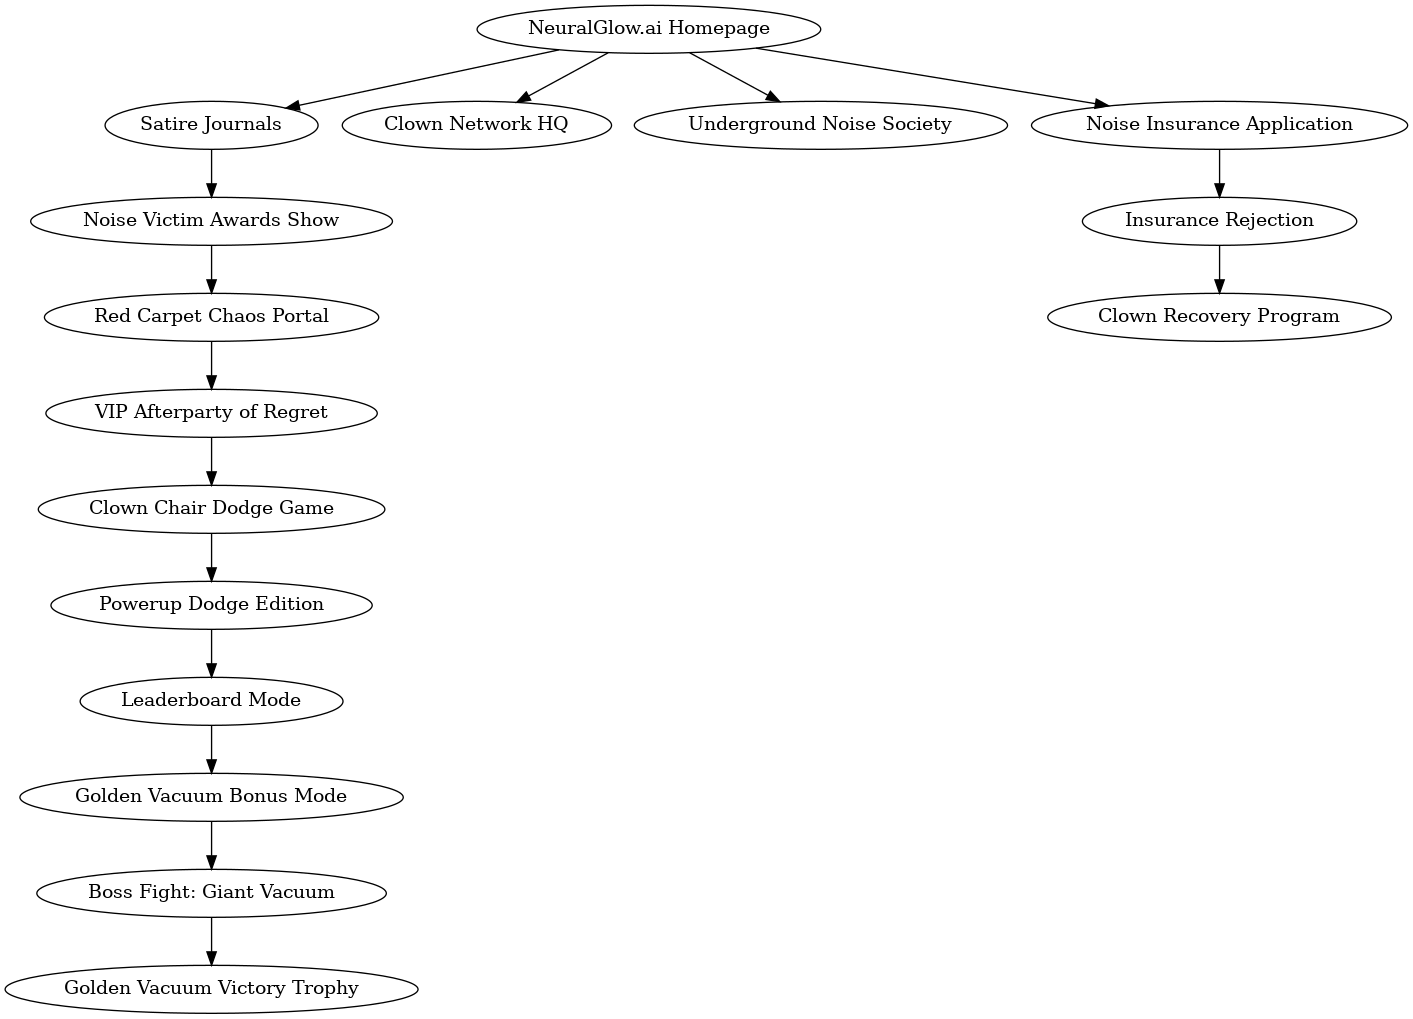 NeuralGlow.ai Homepage
Satire Journals
Clown Network HQ
Underground Noise Society
Noise Insurance Application
Noise Victim Awards Show
Insurance Rejection
Red Carpet Chaos Portal
Clown Recovery Program
VIP Afterparty of Regret
Clown Chair Dodge Game
Powerup Dodge Edition
Leaderboard Mode
Golden Vacuum Bonus Mode
Boss Fight: Giant Vacuum
Golden Vacuum Victory Trophy